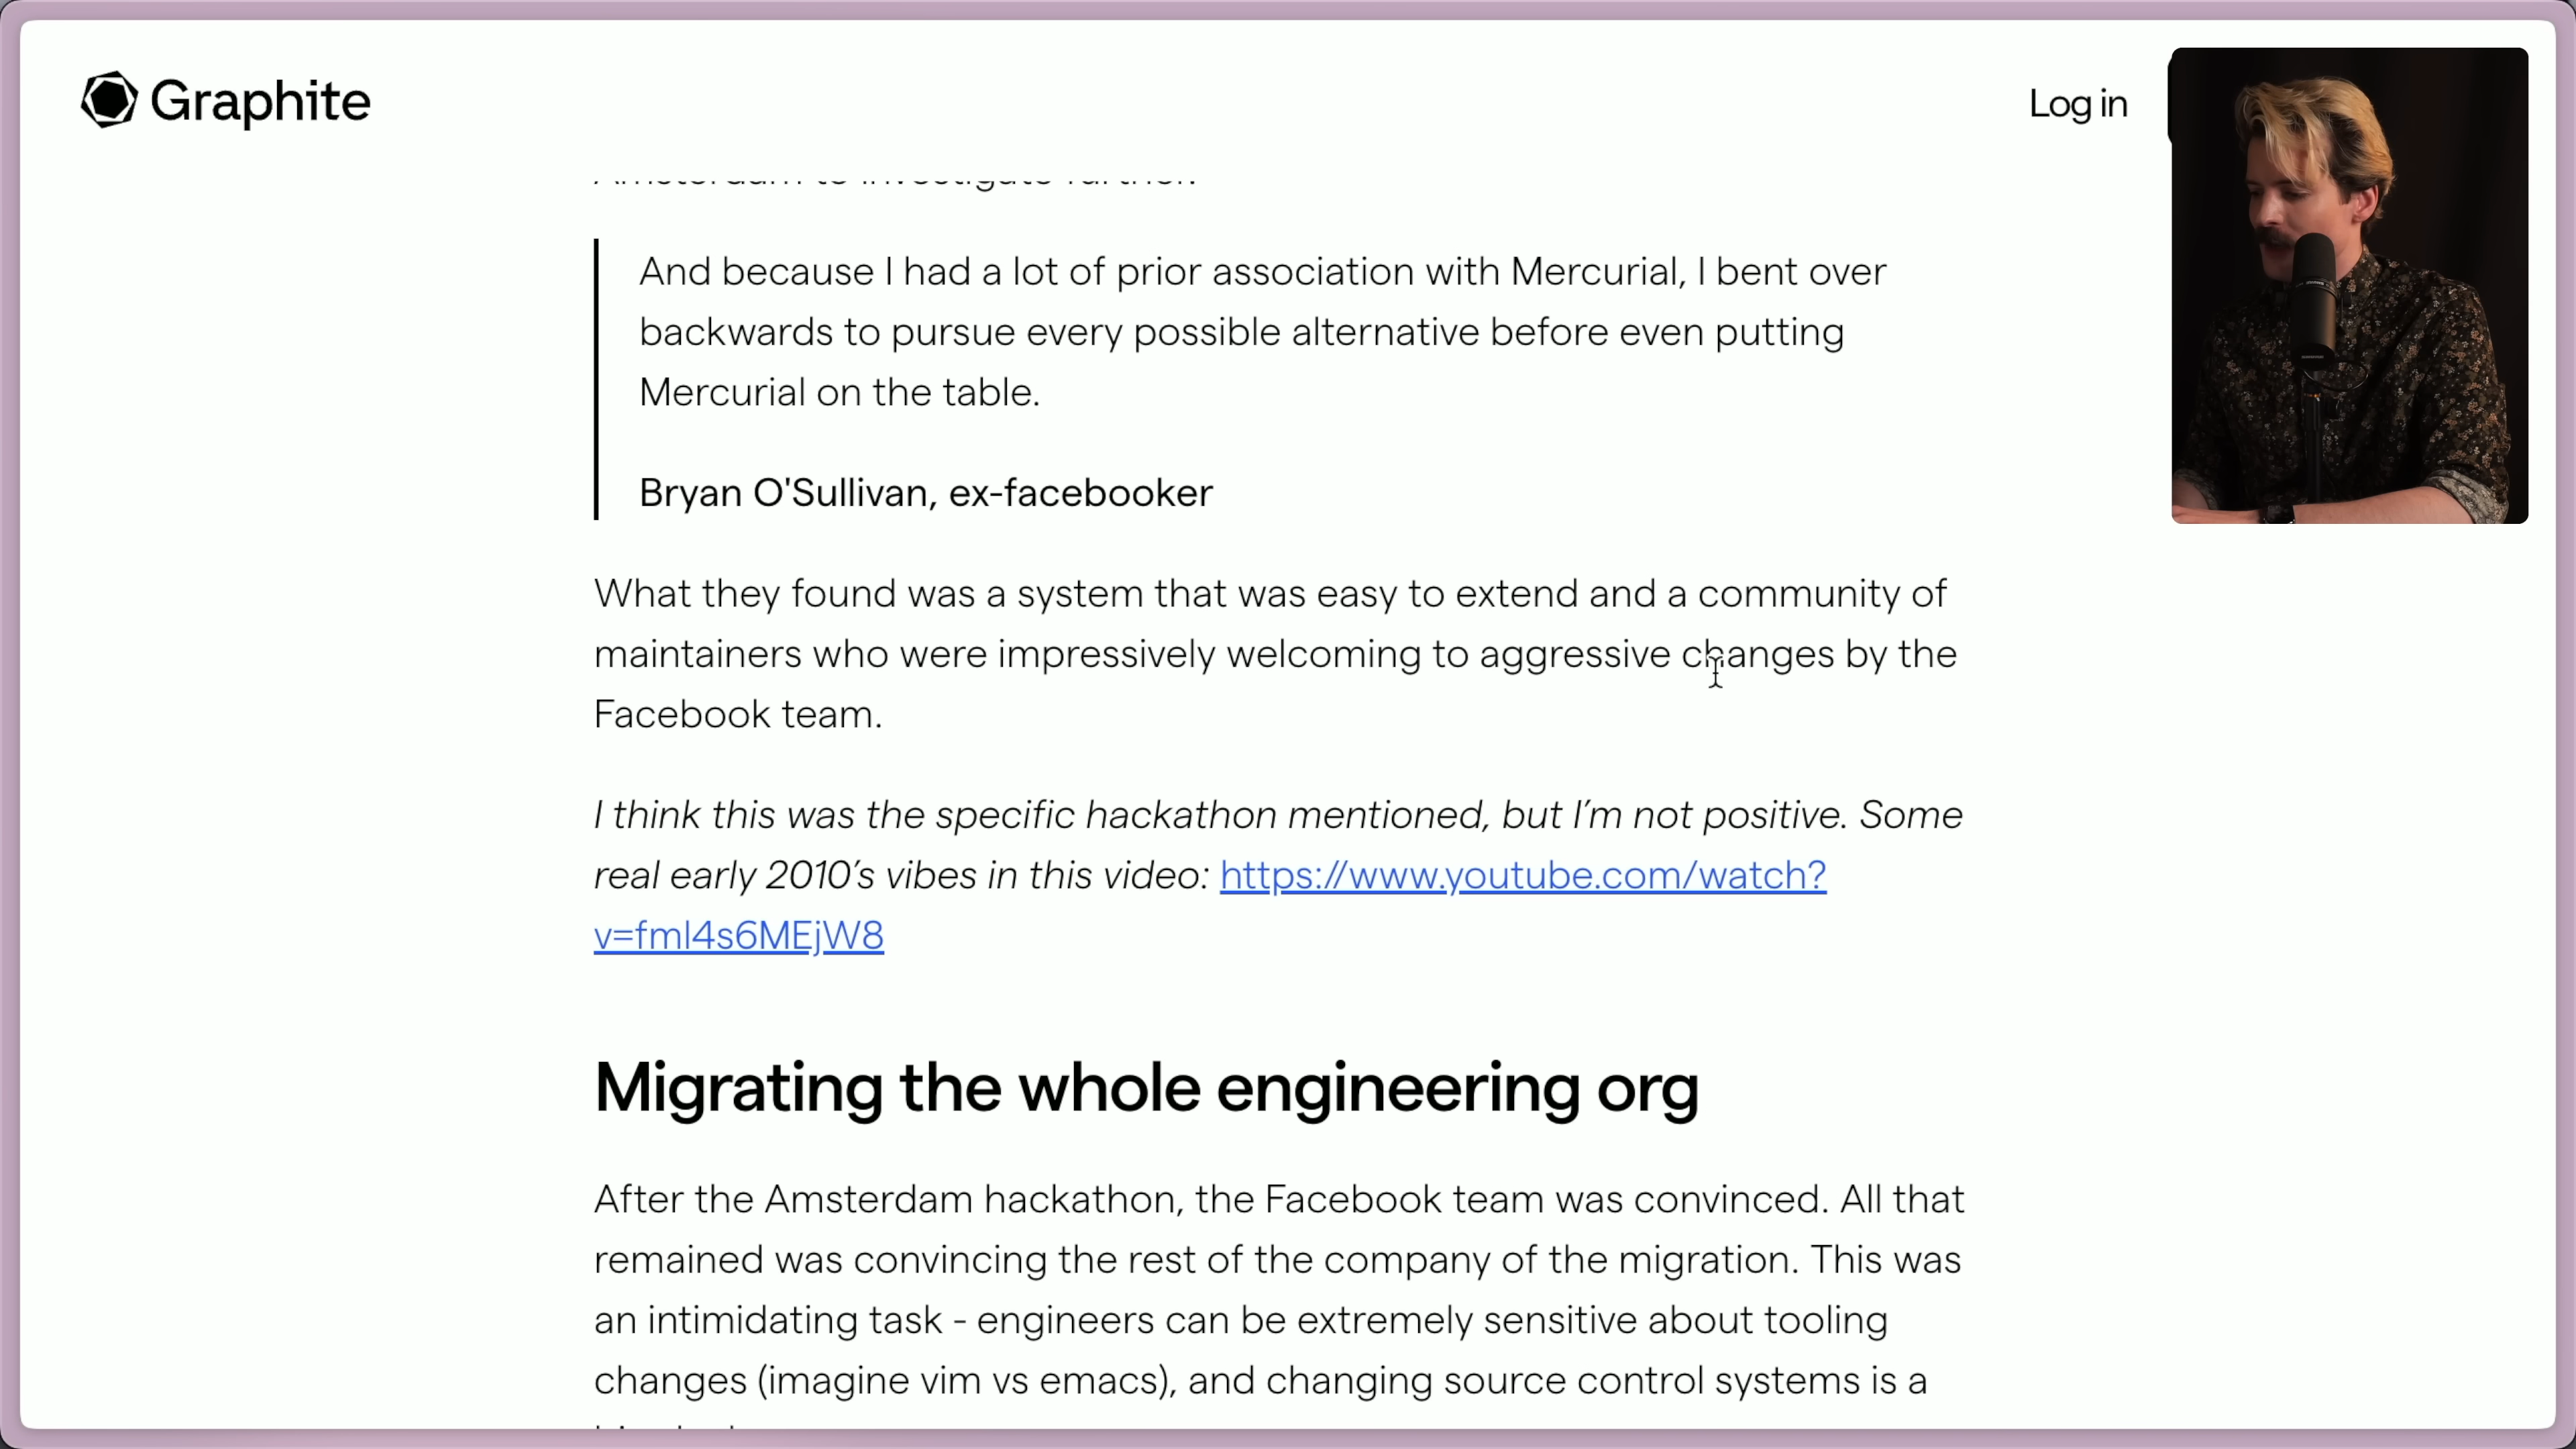 Graphite
Log in
Amsterdam to investigate further.
And because I had a lot of prior association with Mercurial, I bent over
backwards to pursue every possible alternative before even putting
Mercurial on the table.
Bryan O'Sullivan, ex-facebooker
What they found was a system that was easy to extend and a community of
maintainers who were impressively welcoming to aggressive changes by the
Facebook team.
I think this was the specific hackathon mentioned, but I’m not positive. Some
real early 2010’s vibes in this video: https://www.youtube.com/watch?
v=fml4s6MEjW8
Migrating the whole engineering org
After the Amsterdam hackathon, the Facebook team was convinced. All that
remained was convincing the rest of the company of the migration. This was
an intimidating task - engineers can be extremely sensitive about tooling
changes (imagine vim vs emacs), and changing source control systems is a